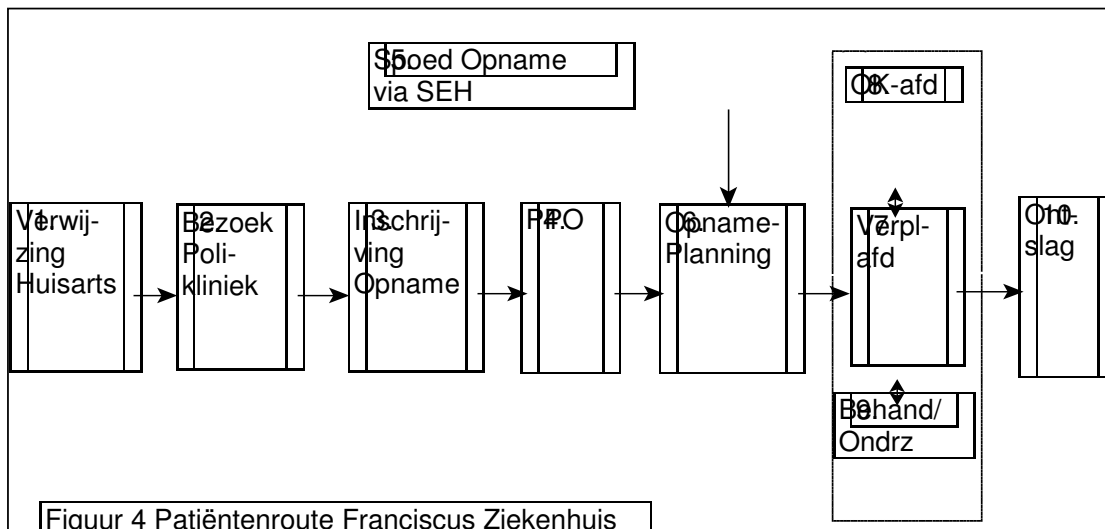 5.
Spoed Opname
via SEH
8.
OK-afd
1.
Verwij-
zing
Huisarts
2.
Bezoek
Poli-
kliniek
3.
Inschrij-
ving
Opname
4.
PPO
6.
Opname-
Planning
7.
Verpl-
afd
10.
Ont-
slag
9.
Behand/
Ondrz
Figuur 4 Patiëntenroute Franciscus Ziekenhuis